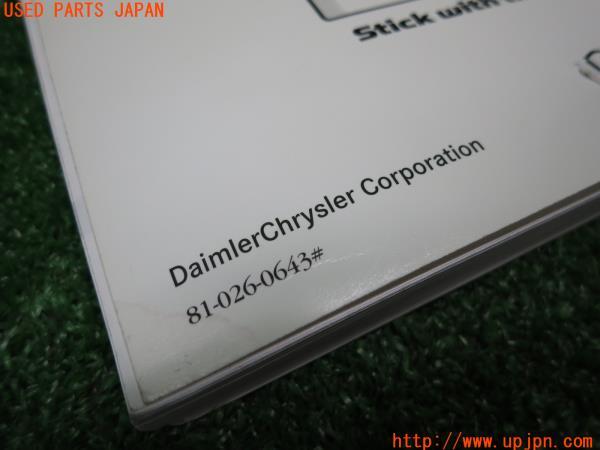 USED PARTS JAPAN
Stick with
DaimlerChrysler Corporation
81-026-0643#
http://www.upjpn.com